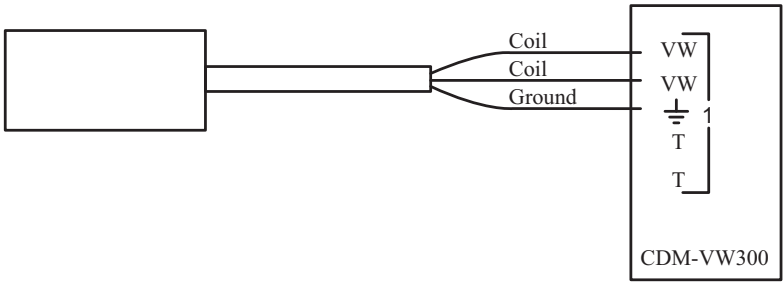 Coil
VW
Coil
VW
Ground
⏚ 1
T
T
CDM-VW300